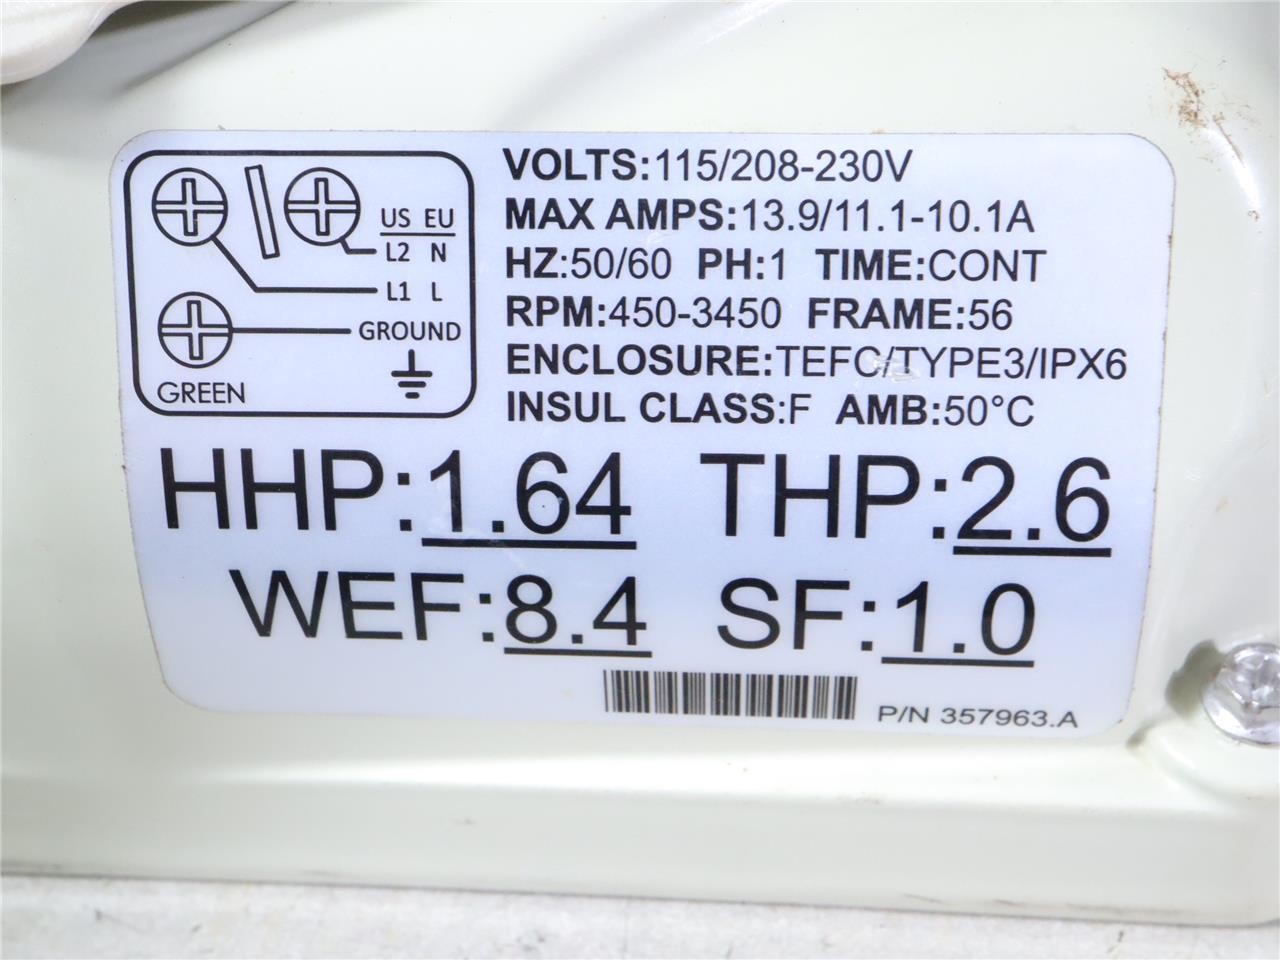 US EU
L2 N
L1 L
GROUND
GREEN
VOLTS:115/208-230V
MAX AMPS:13.9/11.1-10.1A
HZ:50/60 PH:1 TIME:CONT
RPM:450-3450 FRAME:56
ENCLOSURE:TEFC/TYPE3/IPX6
INSUL CLASS:F AMB:50°C
HHP:1.64 THP:2.6
WEF:8.4 SF:1.0
P/N 357963.A